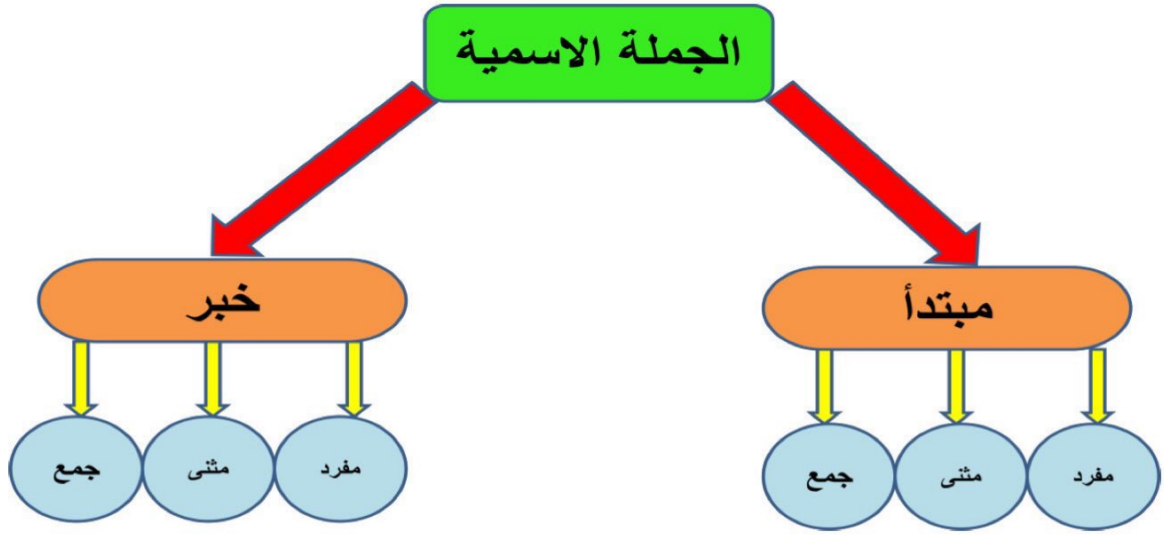 الجملة الاسمية
مبتدأ
خبر
مفرد
مثنى
جمع
مفرد
مثنى
جمع